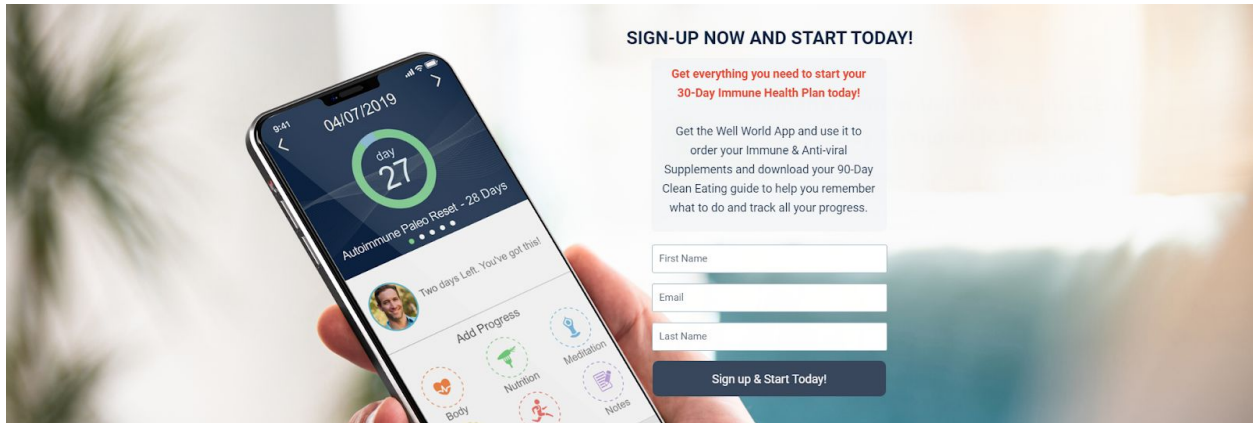 9:41
04/07/2019
day
27
Autoimmune Paleo Reset - 28 Days
Two days Left. You've got this!
Add Progress
Body
Nutrition
Meditation
Notes
SIGN-UP NOW AND START TODAY!
Get everything you need to start your
30-Day Immune Health Plan today!
Get the Well World App and use it to
order your Immune & Anti-viral
Supplements and download your 90-Day
Clean Eating guide to help you remember
what to do and track all your progress.
First Name
Email
Last Name
Sign up & Start Today!